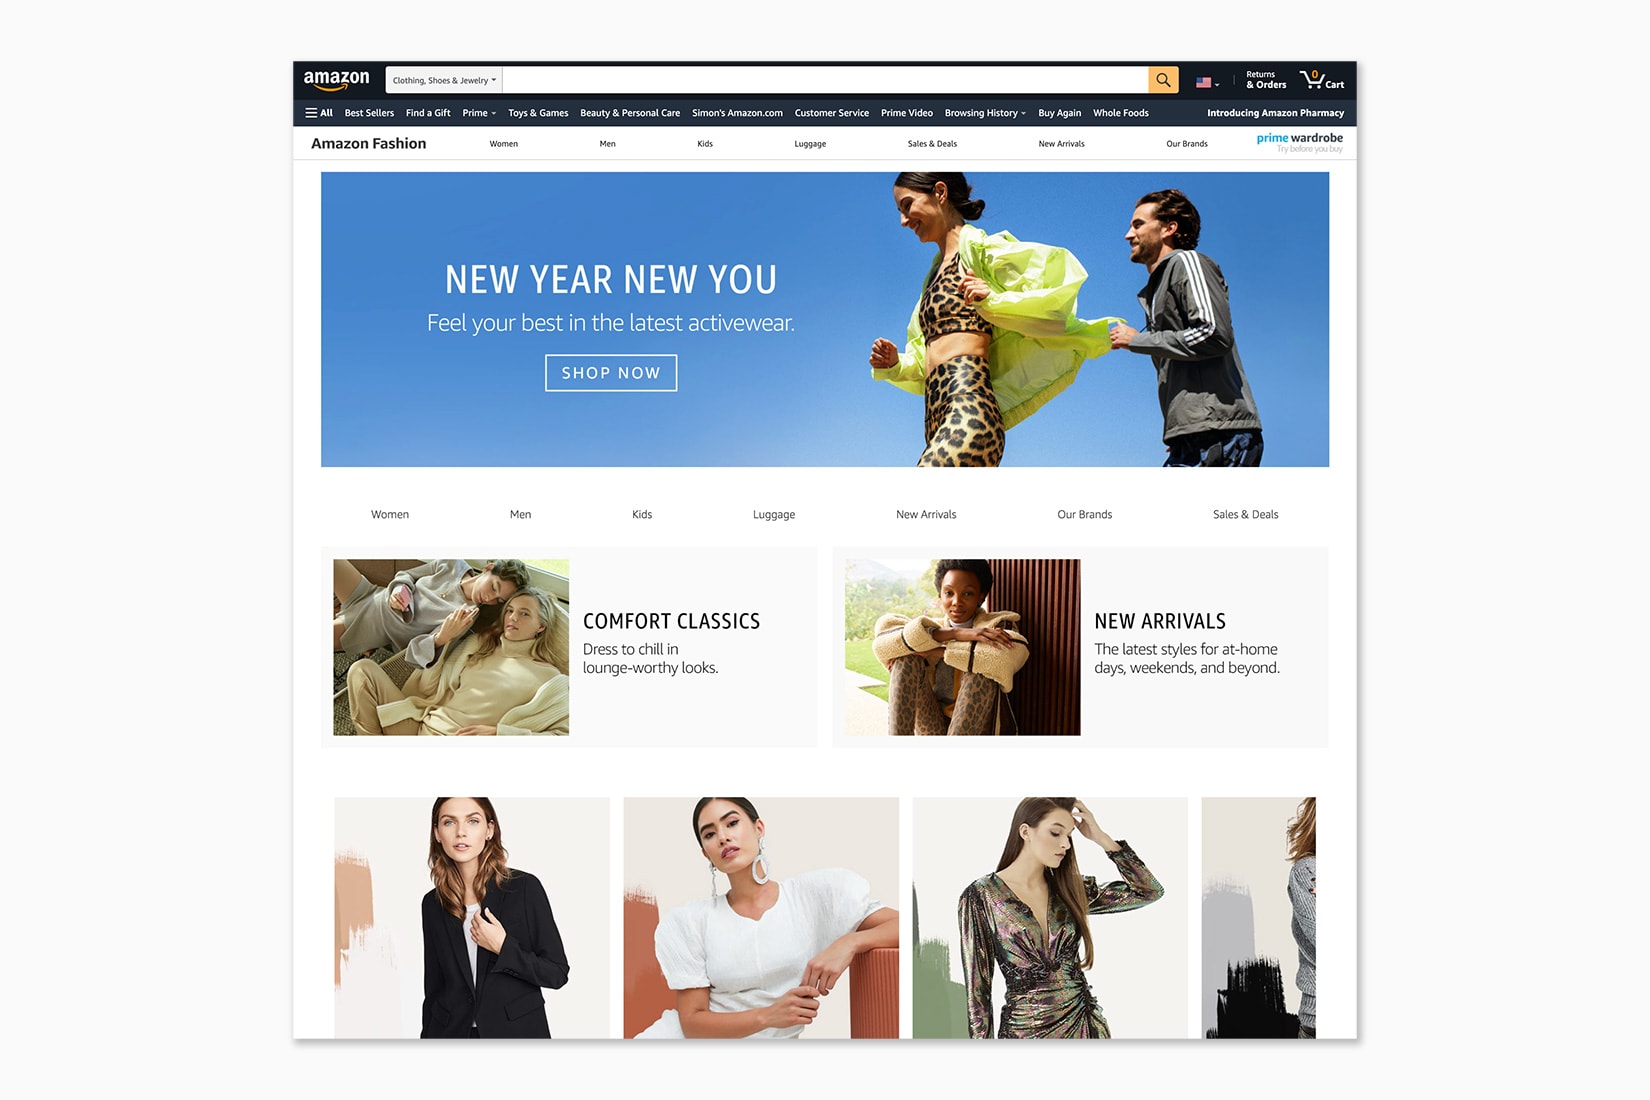 amazon
Clothing, Shoes & Jewelry
Returns
& Orders
0
Cart
All Best Sellers Find a Gift Prime Toys & Games Beauty & Personal Care Simon's Amazon.com Customer Service Prime Video Browsing History Buy Again Whole Foods Introducing Amazon Pharmacy
Amazon Fashion Women Men Kids Luggage Sales & Deals New Arrivals Our Brands prime wardrobe
Try before you buy
NEW YEAR NEW YOU
Feel your best in the latest activewear.
SHOP NOW
Women Men Kids Luggage New Arrivals Our Brands Sales & Deals
COMFORT CLASSICS
Dress to chill in
lounge-worthy looks.
NEW ARRIVALS
The latest styles for at-home
days, weekends, and beyond.